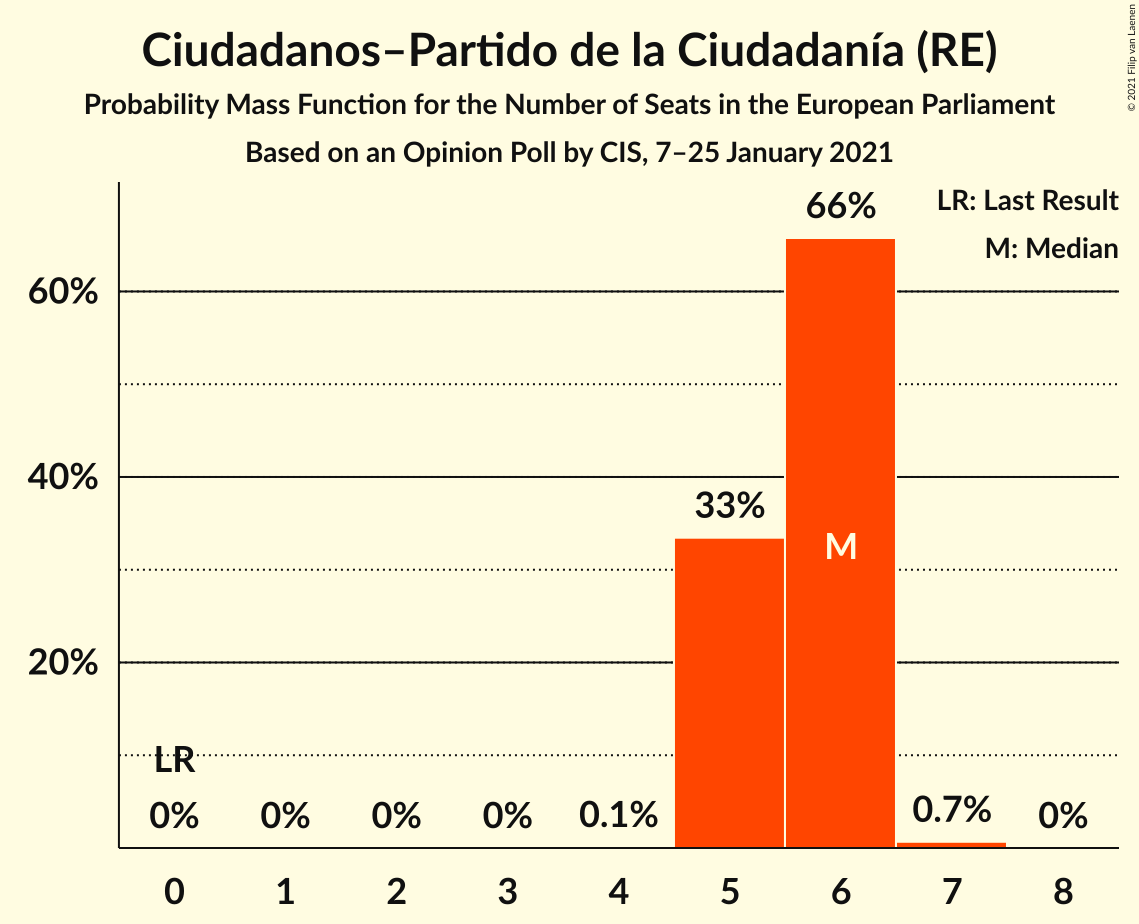 Ciudadanos–Partido de la Ciudadanía (RE)
Probability Mass Function for the Number of Seats in the European Parliament
Based on an Opinion Poll by CIS, 7–25 January 2021
© 2021 Filip van Laenen
LR: Last Result
M: Median
66%
60%
40%
33%
M
20%
LR
0% 0% 0% 0% 0.1% 0.7% 0%
0 1 2 3 4 5 6 7 8